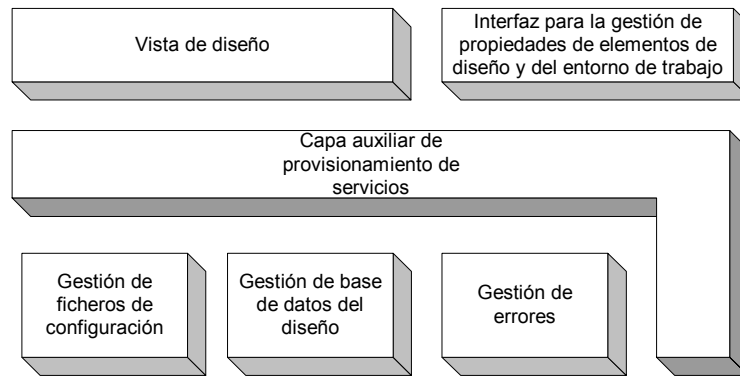 Vista de diseño
Interfaz para la gestión de
propiedades de elementos de
diseño y del entorno de trabajo
Capa auxiliar de
provisionamiento de
servicios
Gestión de
ficheros de
configuración
Gestión de base
de datos del
diseño
Gestión de
errores